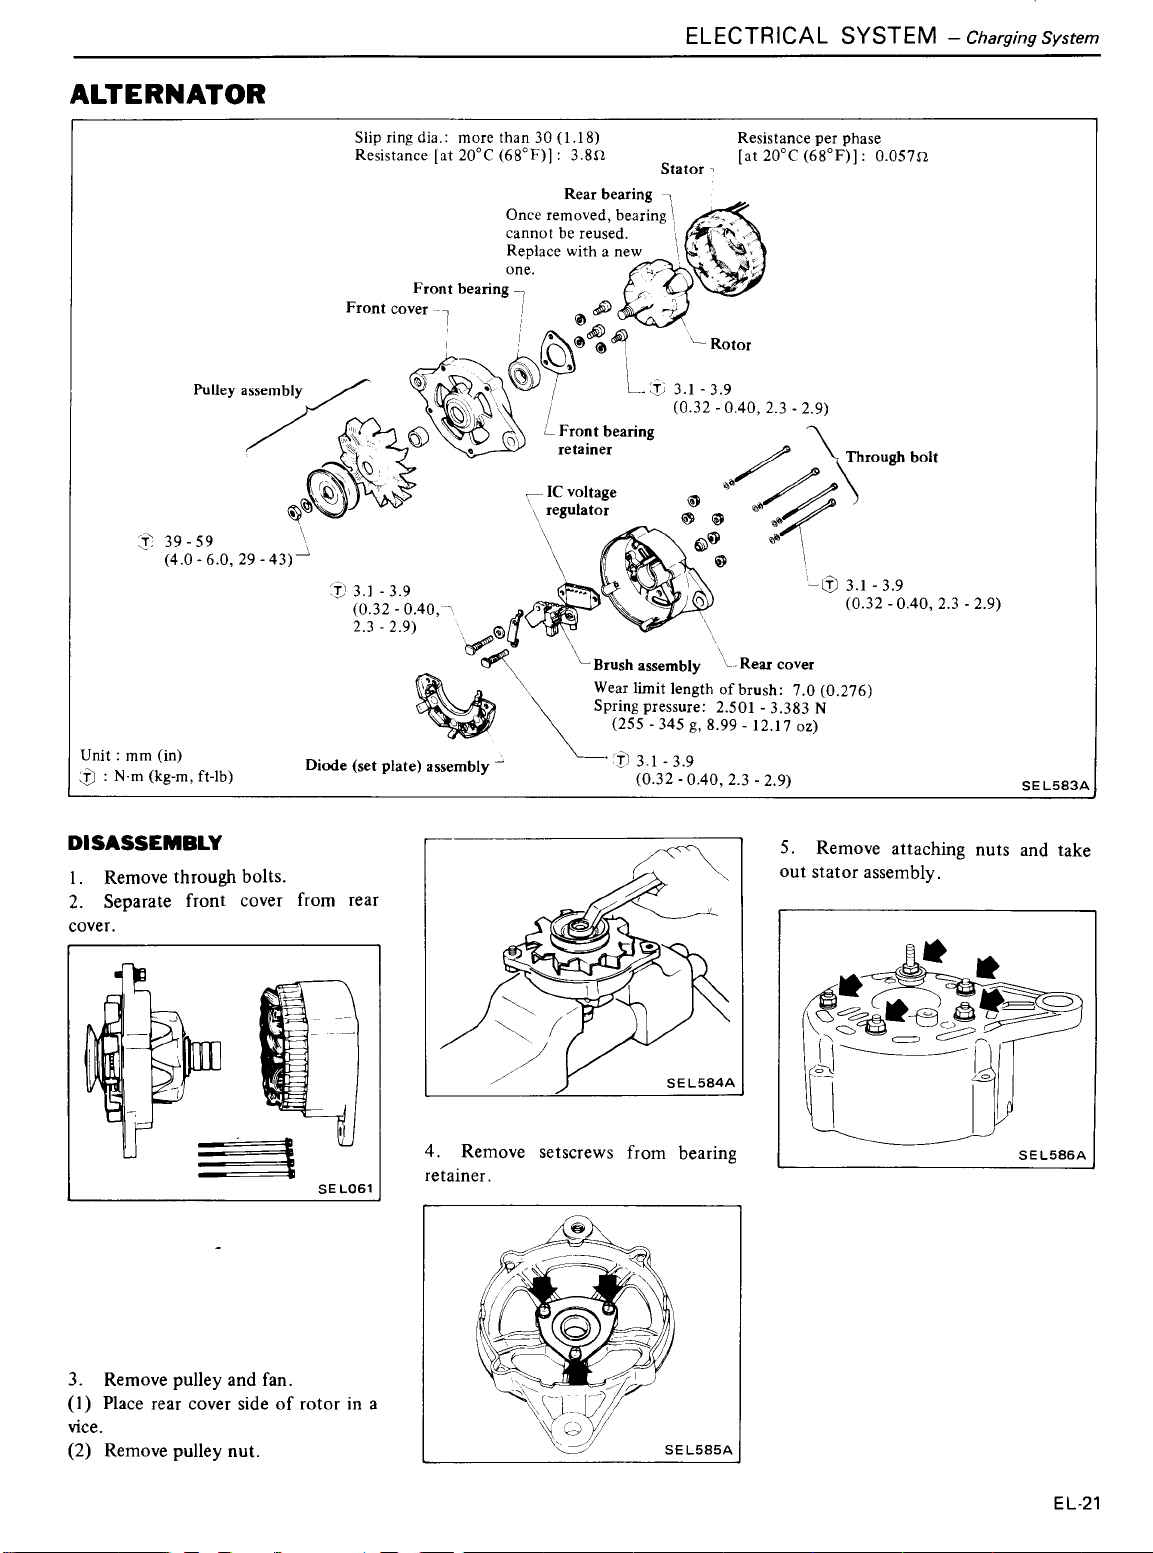 ELECTRICAL SYSTEM – Charging System
ALTERNATOR
Slip ring dia.: more than 30 (1.18)
Resistance [at 20°C (68°F)]: 3.8Ω
Resistance per phase
[at 20°C (68°F)]: 0.057Ω
Stator
Rear bearing
Once removed, bearing
cannot be reused.
Replace with a new
one.
Front bearing
Front cover
Rotor
Pulley assembly
Ⓣ 3.1 - 3.9
(0.32 - 0.40, 2.3 - 2.9)
Front bearing
retainer
Through bolt
IC voltage
regulator
Ⓣ 39 - 59
(4.0 - 6.0, 29 - 43)
Ⓣ 3.1 - 3.9
(0.32 - 0.40,
2.3 - 2.9)
Ⓣ 3.1 - 3.9
(0.32 - 0.40, 2.3 - 2.9)
Brush assembly
Rear cover
Wear limit length of brush: 7.0 (0.276)
Spring pressure: 2.501 - 3.383 N
(255 - 345 g, 8.99 - 12.17 oz)
Unit : mm (in)
Ⓣ : N·m (kg-m, ft-lb)
Diode (set plate) assembly
Ⓣ 3.1 - 3.9
(0.32 - 0.40, 2.3 - 2.9)
SEL583A
DISASSEMBLY
1. Remove through bolts.
2. Separate front cover from rear
cover.
SEL061
3. Remove pulley and fan.
(1) Place rear cover side of rotor in a
vice.
(2) Remove pulley nut.
SEL584A
4. Remove setscrews from bearing
retainer.
SEL585A
5. Remove attaching nuts and take
out stator assembly.
SEL586A
EL-21